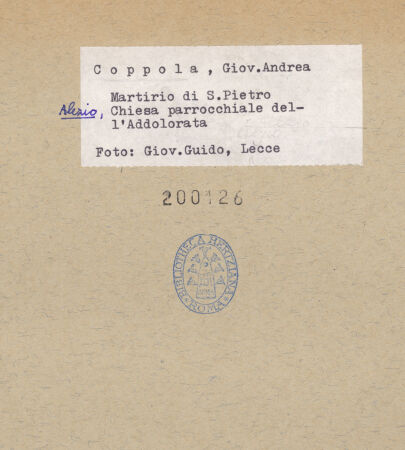 Coppola, Giov.Andrea
Martirio di S.Pietro
Alezio, Chiesa parrocchiale del-
l'Addolorata
Foto: Giov.Guido, Lecce
200126
BIBLIOTHECA HERTZIANA
ROMA